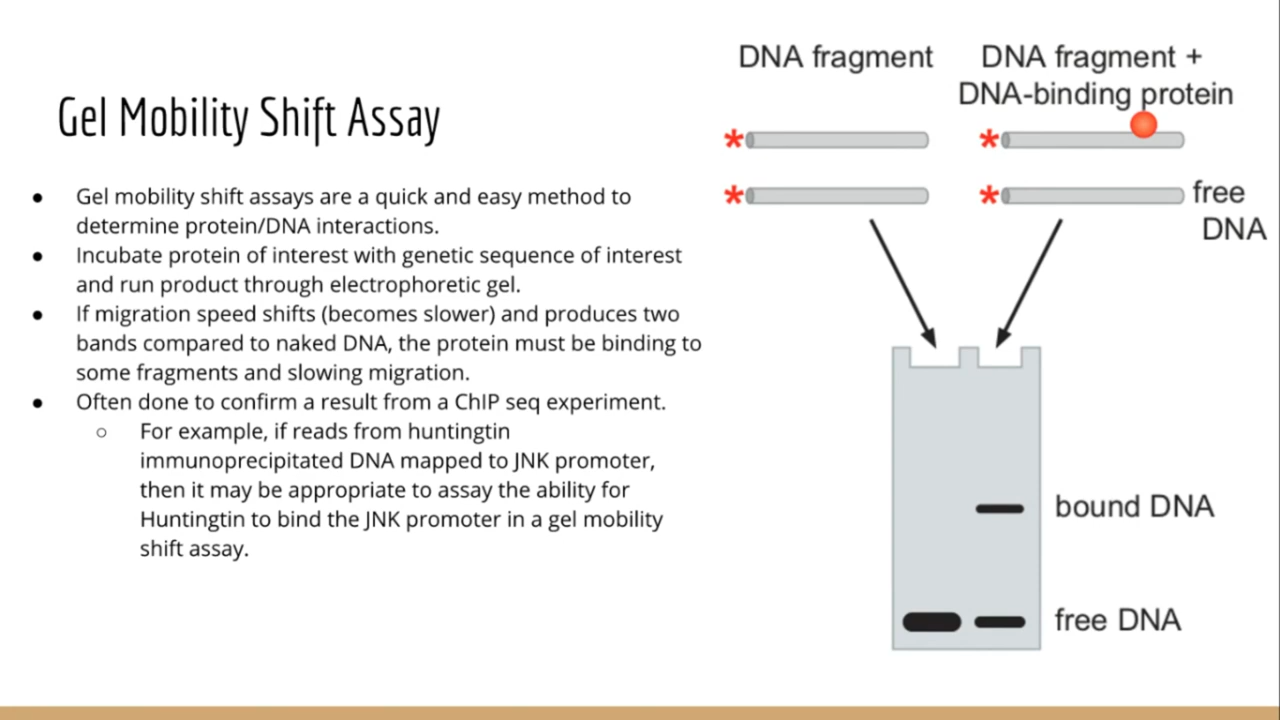 Gel Mobility Shift Assay
● Gel mobility shift assays are a quick and easy method to
determine protein/DNA interactions.
● Incubate protein of interest with genetic sequence of interest
and run product through electrophoretic gel.
● If migration speed shifts (becomes slower) and produces two
bands compared to naked DNA, the protein must be binding to
some fragments and slowing migration.
● Often done to confirm a result from a ChIP seq experiment.
○ For example, if reads from huntingtin
immunoprecipitated DNA mapped to JNK promoter,
then it may be appropriate to assay the ability for
Huntingtin to bind the JNK promoter in a gel mobility
shift assay.
DNA fragment
DNA fragment +
DNA-binding protein
*
*
*
*
free
DNA
bound DNA
free DNA